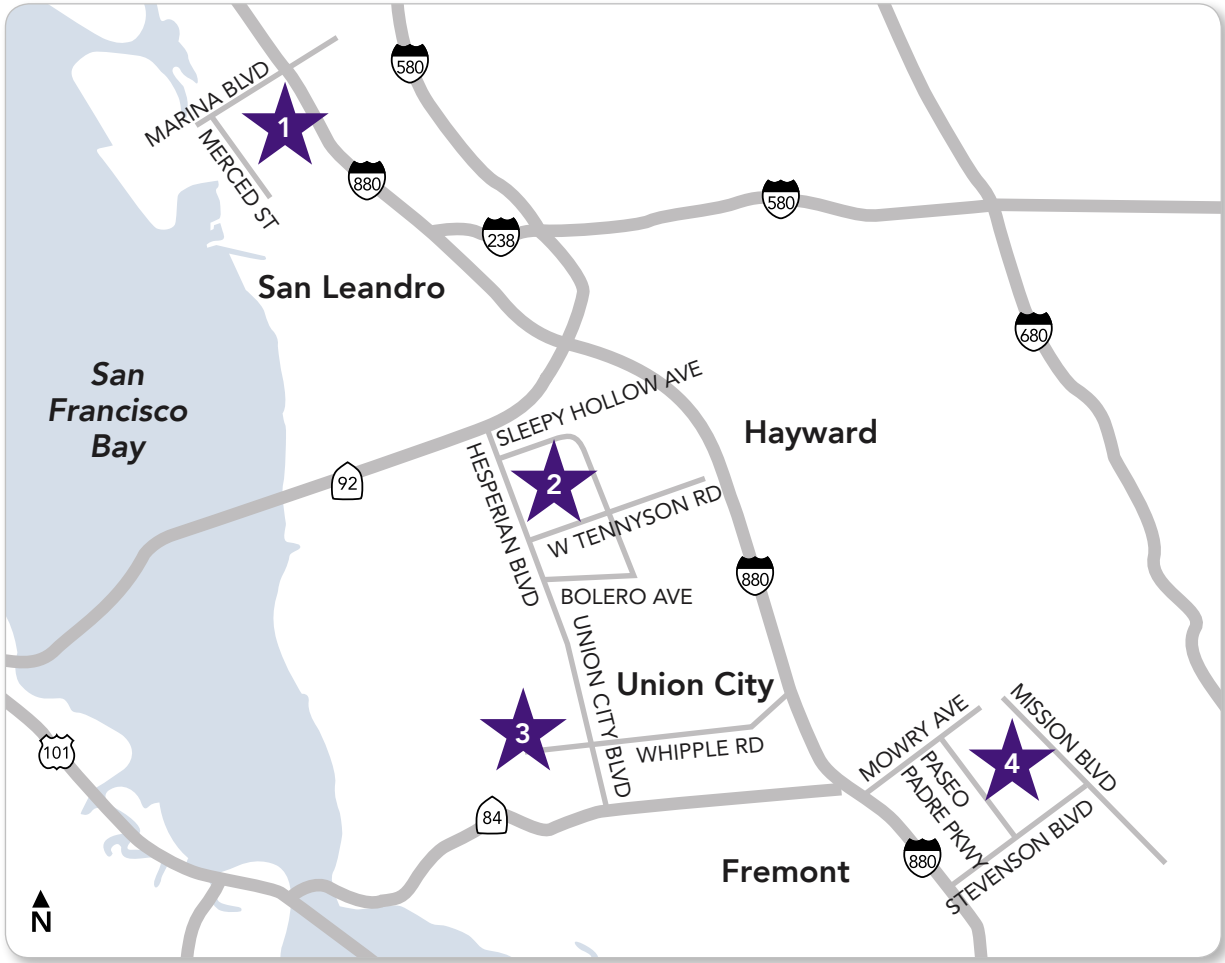 580
MARINA BLVD
1
MERCED ST
880
580
238
San Leandro
680
San
Francisco
Bay
SLEEPY HOLLOW AVE
Hayward
HESPERIAN BLVD
92
2
W TENNYSON RD
880
BOLERO AVE
UNION CITY BLVD
Union City
3
WHIPPLE RD
MOWRY AVE
MISSION BLVD
101
PASEO
PADRE PKWY
4
84
STEVENSON BLVD
880
Fremont
N